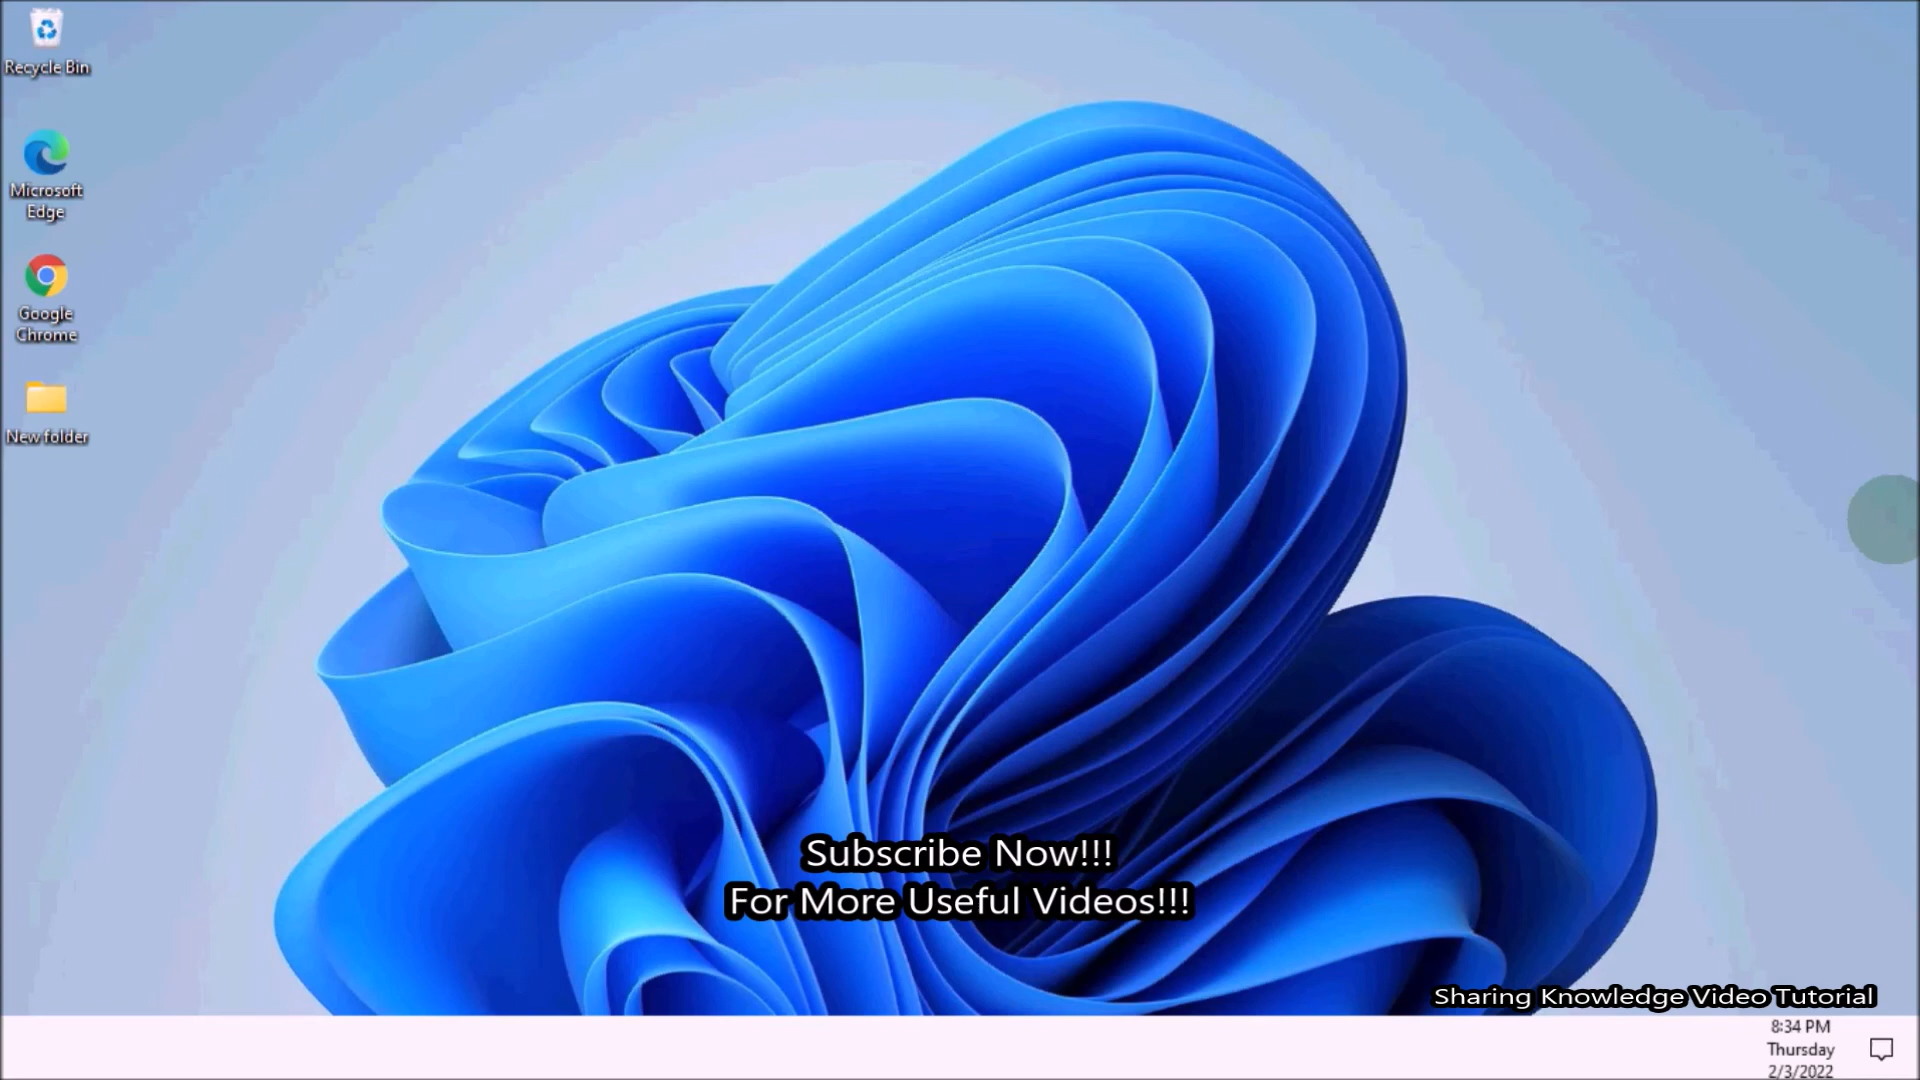 Recycle Bin
Microsoft
Edge
Google
Chrome
New folder
Subscribe Now!!!
For More Useful Videos!!!
Sharing Knowledge Video Tutorial
8:34 PM
Thursday
2/3/2022